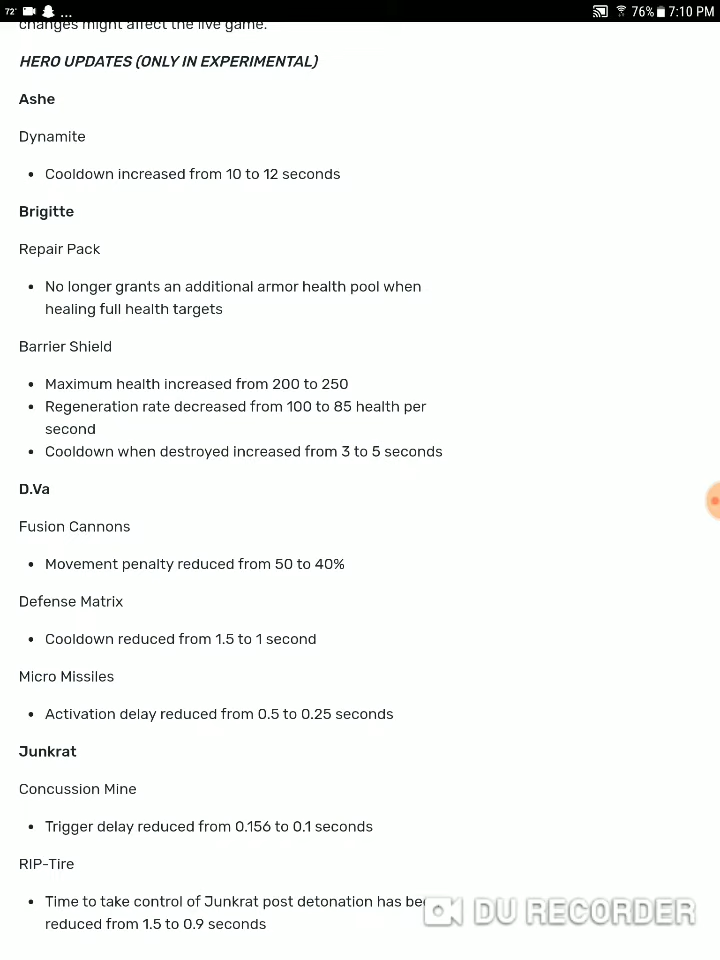 72° ...
76% 7:10 PM
changes might affect the live game.
HERO UPDATES (ONLY IN EXPERIMENTAL)
Ashe
Dynamite
• Cooldown increased from 10 to 12 seconds
Brigitte
Repair Pack
• No longer grants an additional armor health pool when
healing full health targets
Barrier Shield
• Maximum health increased from 200 to 250
• Regeneration rate decreased from 100 to 85 health per
second
• Cooldown when destroyed increased from 3 to 5 seconds
D.Va
Fusion Cannons
• Movement penalty reduced from 50 to 40%
Defense Matrix
• Cooldown reduced from 1.5 to 1 second
Micro Missiles
• Activation delay reduced from 0.5 to 0.25 seconds
Junkrat
Concussion Mine
• Trigger delay reduced from 0.156 to 0.1 seconds
RIP-Tire
• Time to take control of Junkrat post detonation has
reduced from 1.5 to 0.9 seconds
DU RECORDER